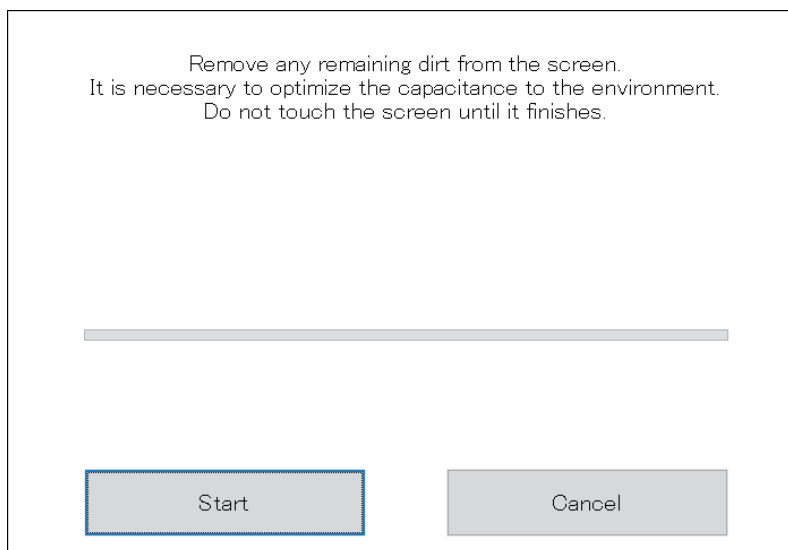 Remove any remaining dirt from the screen.
It is necessary to optimize the capacitance to the environment.
Do not touch the screen until it finishes.
Start
Cancel